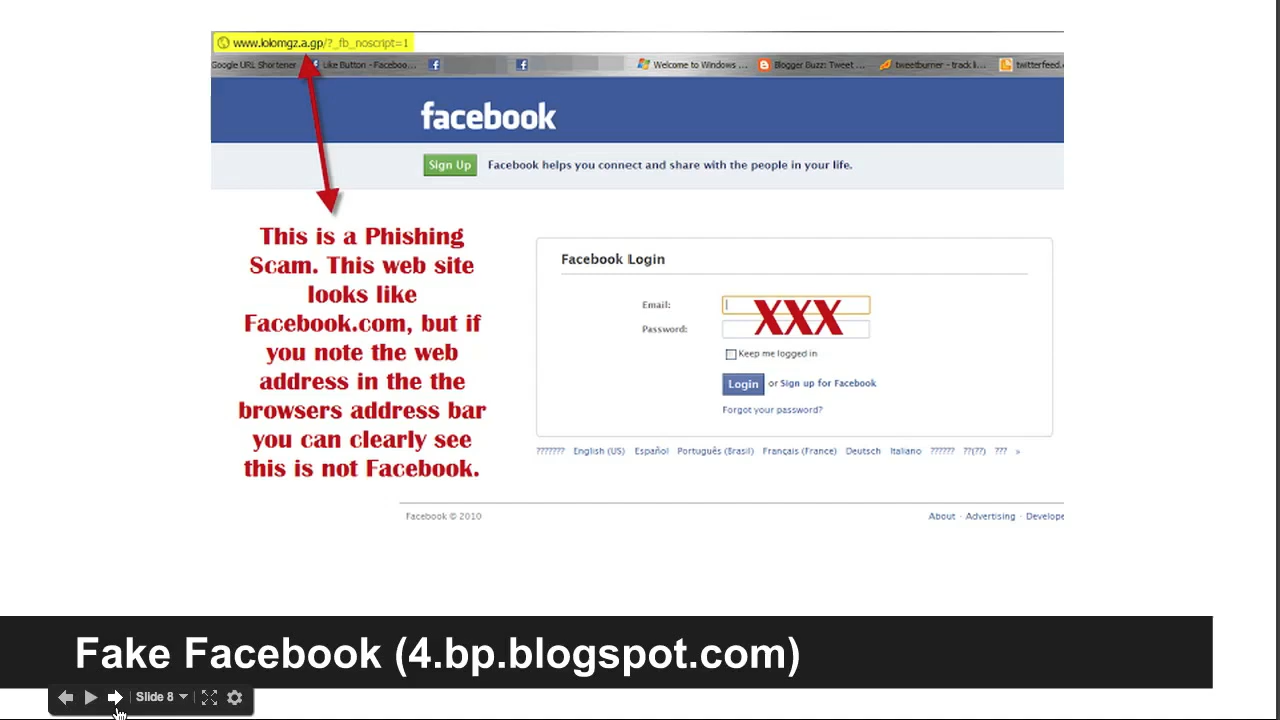 www.lolomgz.a.gp/?_fb_noscript=1
Google URL Shortener Like Button - Faceboo... Welcome to Windows ... Blogger Buzz: Tweet ... tweetburner - track li... twitterfeed.
facebook
Sign Up Facebook helps you connect and share with the people in your life.
This is a Phishing
Scam. This web site
looks like
Facebook.com, but if
you note the web
address in the the
browsers address bar
you can clearly see
this is not Facebook.
Facebook Login
Email:
XXX
Password:
Keep me logged in
Login or Sign up for Facebook
Forgot your password?
??????? English (US) Español Português (Brasil) Français (France) Deutsch Italiano ?????? ??(??) ??? »
Facebook © 2010 About · Advertising · Develope
Fake Facebook (4.bp.blogspot.com)
Slide 8